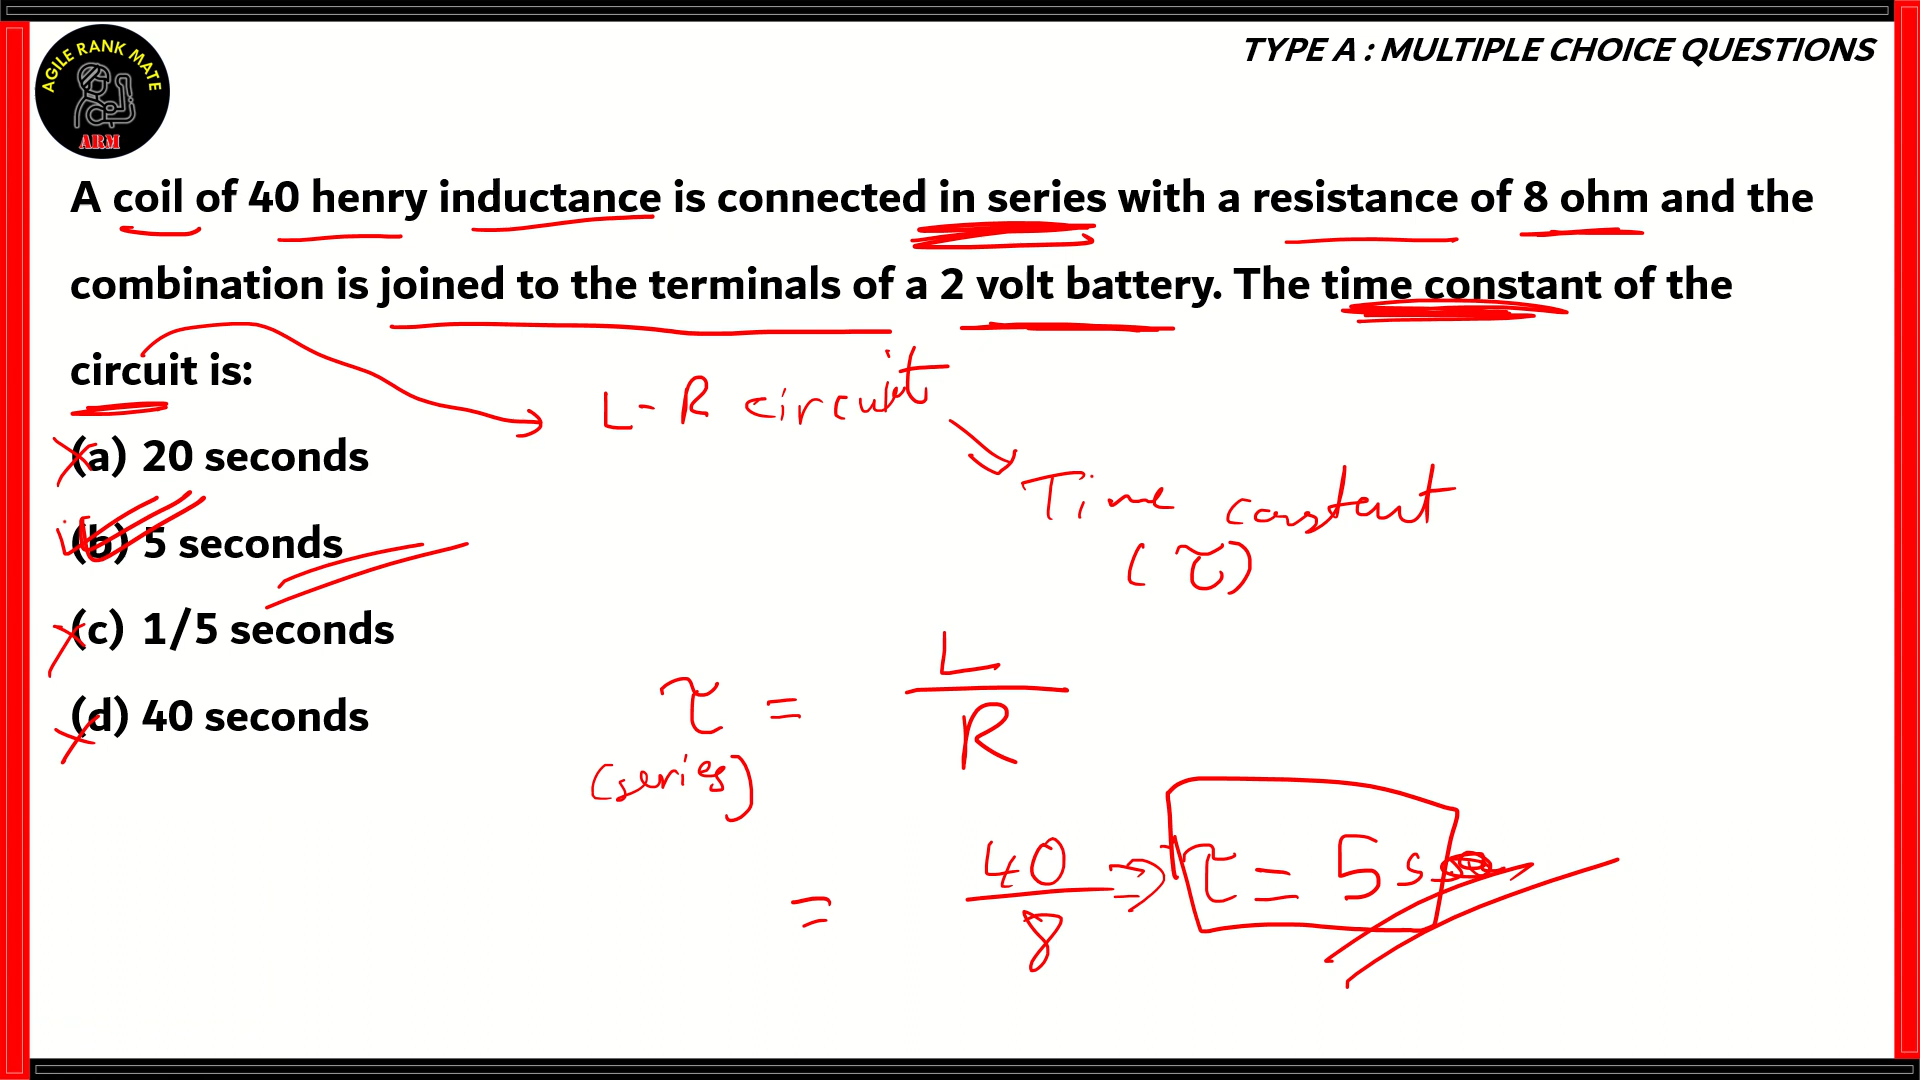 AGILE RANK MATE
ARM
TYPE A : MULTIPLE CHOICE QUESTIONS
A coil of 40 henry inductance is connected in series with a resistance of 8 ohm and the
combination is joined to the terminals of a 2 volt battery. The time constant of the
circuit is:
(a) 20 seconds
(b) 5 seconds
(c) 1/5 seconds
(d) 40 seconds
L-R circuit
Time constant
(τ)
τ = L/R
(series)
= 40/8 ⇒ τ = 5 s